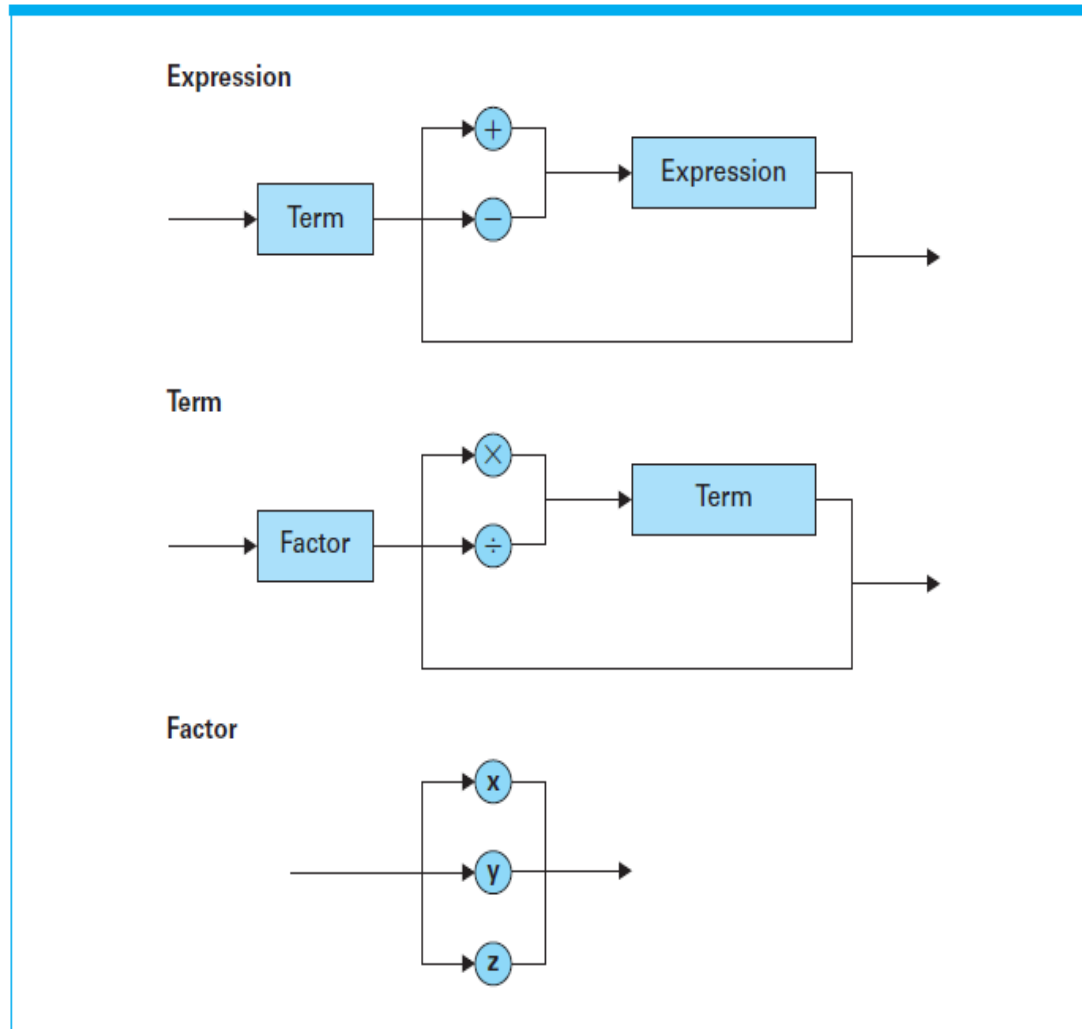 Expression
+
Expression
Term
−
Term
×
Term
Factor
÷
Factor
x
y
z